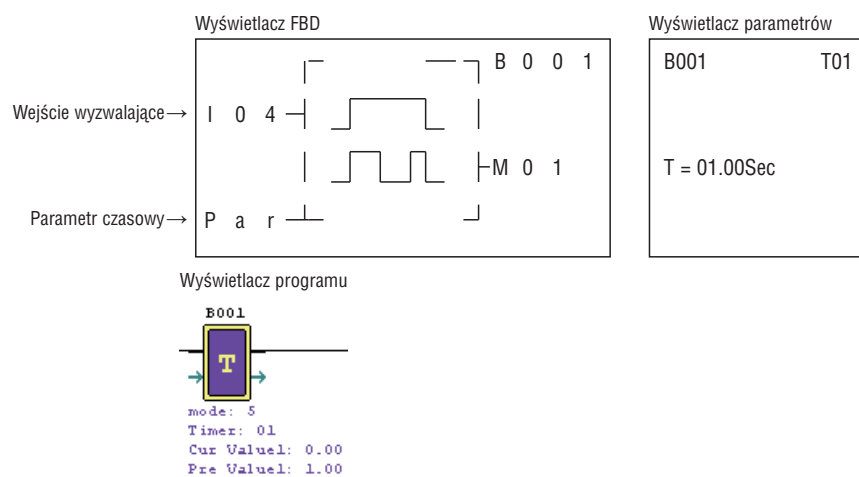 Wyświetlacz FBD
B 0 0 1
Wejście wyzwalające→ I 0 4
M 0 1
Parametr czasowy→ P a r
Wyświetlacz parametrów
B001 T01
T = 01.00Sec
Wyświetlacz programu
B001
T
mode: 5
Timer: 01
Cur Value1: 0.00
Pre Value1: 1.00